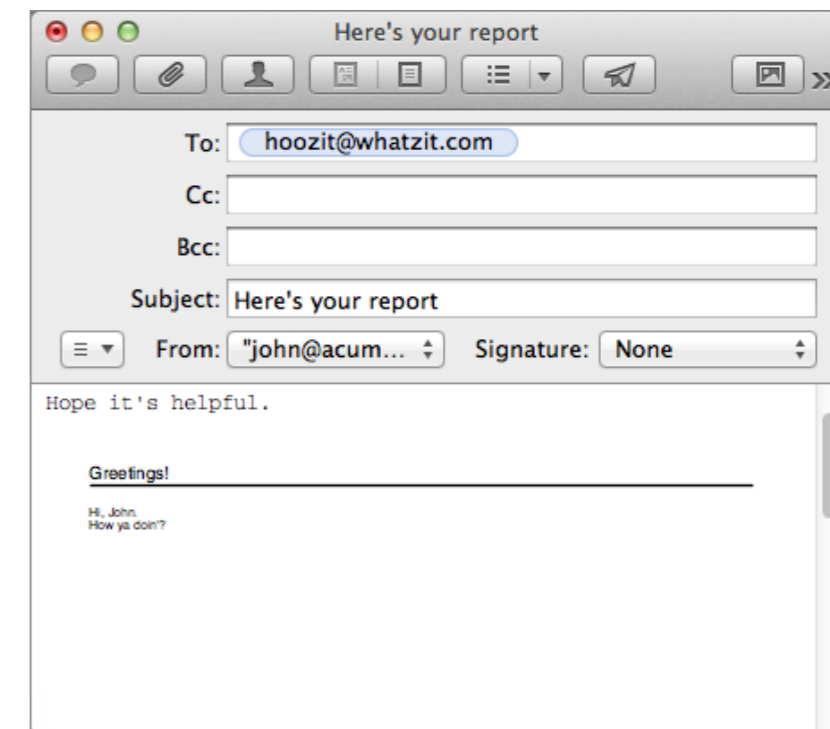 Here's your report
To: hoozit@whatzit.com
Cc:
Bcc:
Subject: Here's your report
From: "john@acum... Signature: None
Hope it's helpful.
Greetings!
Hi, John.
How ya doin'?